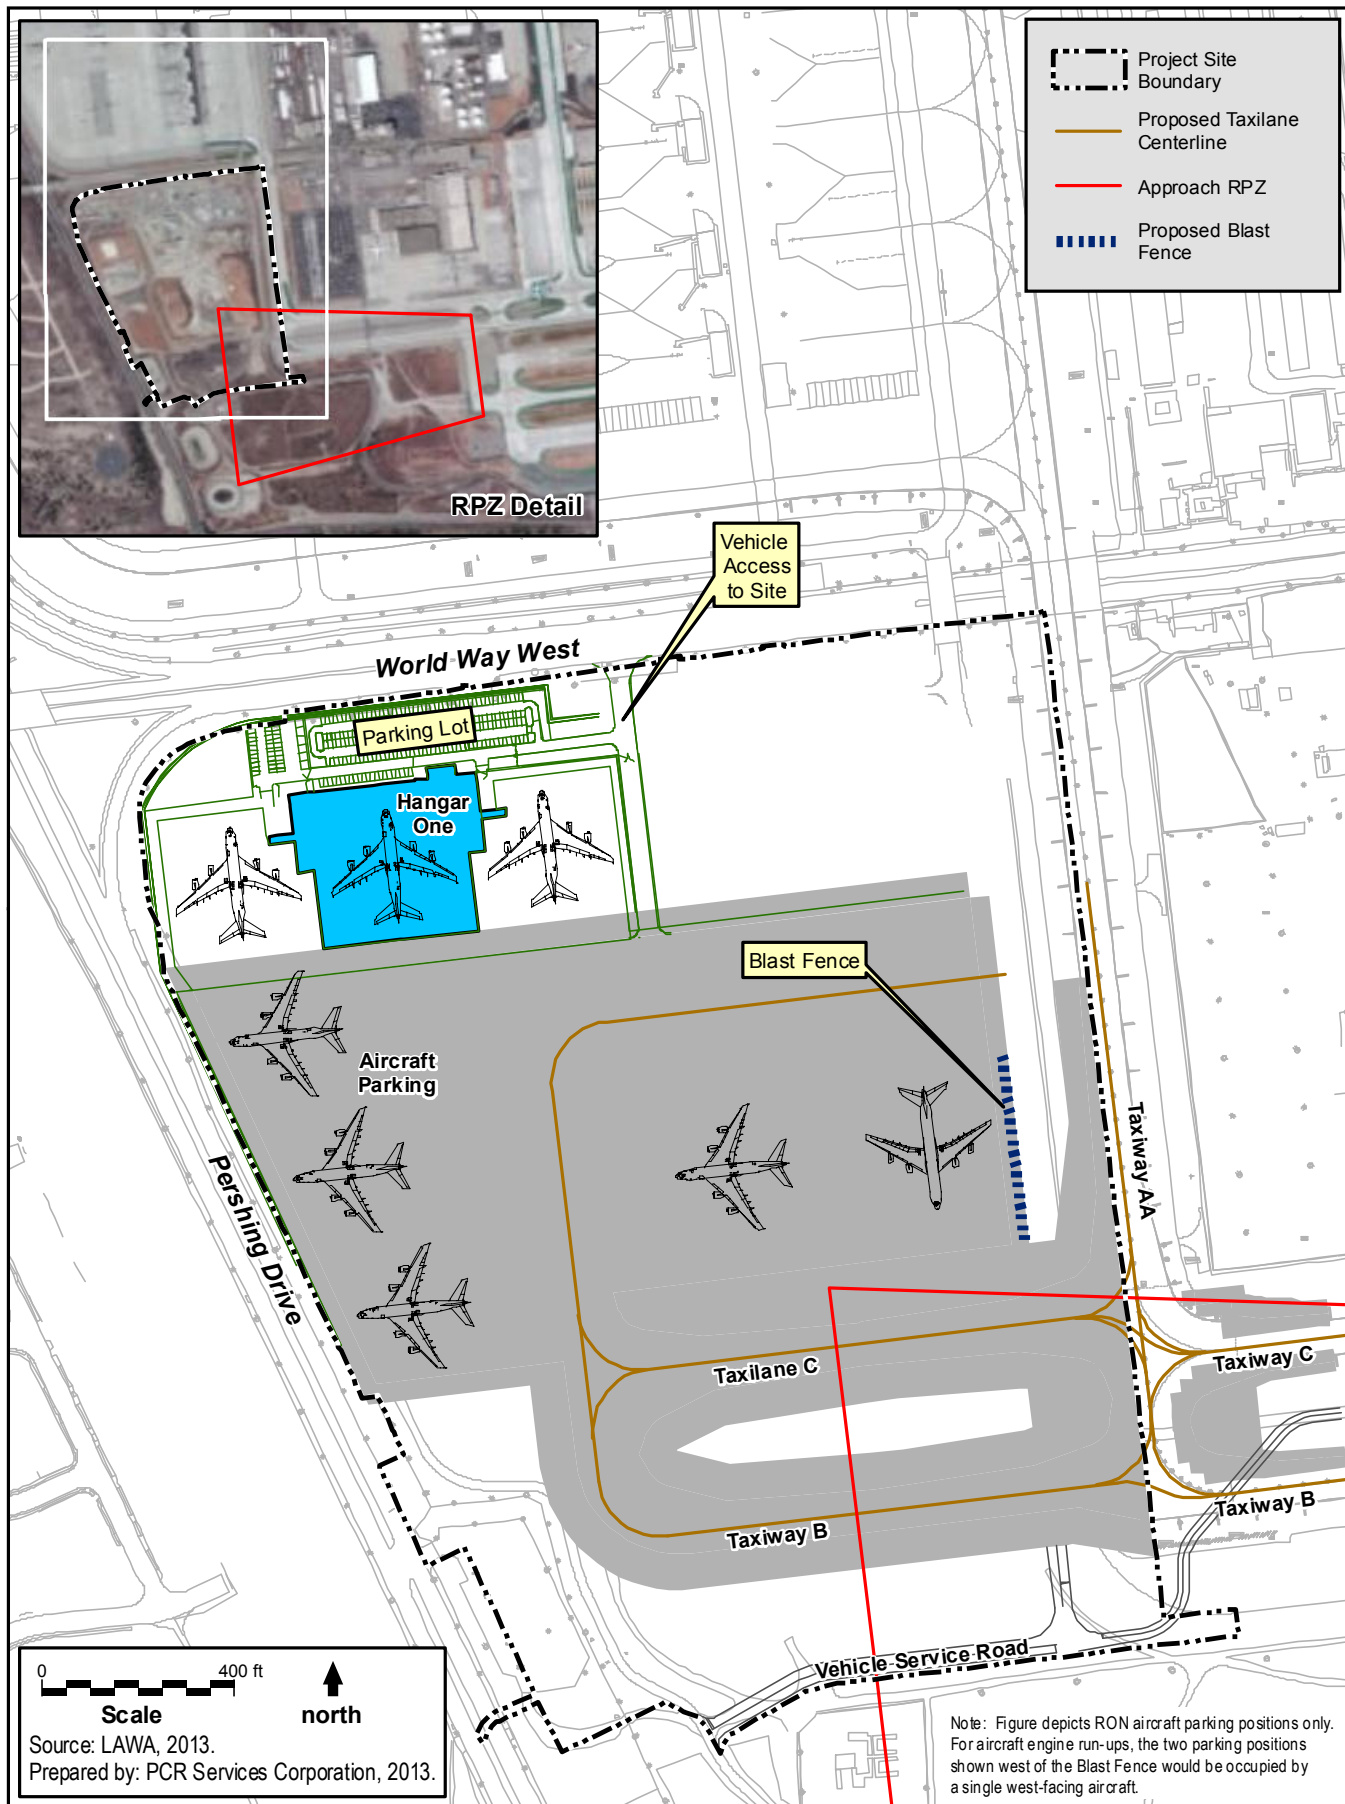 RPZ Detail
Project Site
Boundary
Proposed Taxilane
Centerline
Approach RPZ
Proposed Blast
Fence
Vehicle
Access
to Site
World Way West
Parking Lot
Hangar
One
Blast Fence
Aircraft
Parking
Taxiway AA
Pershing Drive
Taxilane C
Taxiway C
Taxiway B
Taxiway B
Vehicle Service Road
0 400 ft
Scale
north
Source: LAWA, 2013.
Prepared by: PCR Services Corporation, 2013.
Note: Figure depicts RON aircraft parking positions only.
For aircraft engine run-ups, the two parking positions
shown west of the Blast Fence would be occupied by
a single west-facing aircraft.